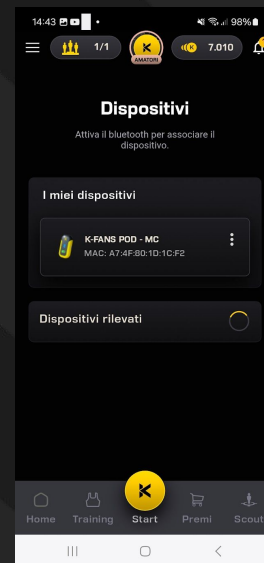 14:43
98%
1/1
K
AMATORI
7.010
Dispositivi
Attiva il bluetooth per associare il
dispositivo.
I miei dispositivi
K-FANS POD - MC
MAC: A7:4F:80:1D:1C:F2
Dispositivi rilevati
Home Training Start Premi Scout